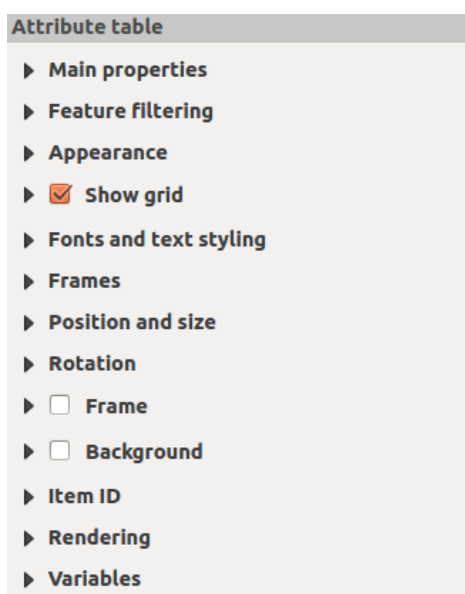 Attribute table
Main properties
Feature filtering
Appearance
Show grid
Fonts and text styling
Frames
Position and size
Rotation
Frame
Background
Item ID
Rendering
Variables